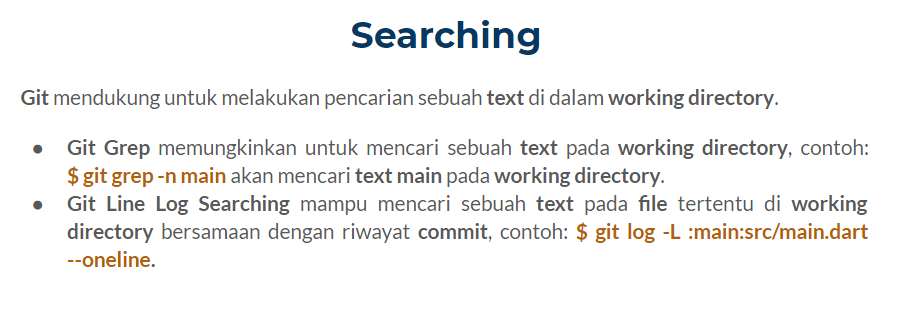 Searching
Git mendukung untuk melakukan pencarian sebuah text di dalam working directory.
● Git Grep memungkinkan untuk mencari sebuah text pada working directory, contoh:
$ git grep -n main akan mencari text main pada working directory.
● Git Line Log Searching mampu mencari sebuah text pada file tertentu di working
directory bersamaan dengan riwayat commit, contoh: $ git log -L :main:src/main.dart
--oneline.